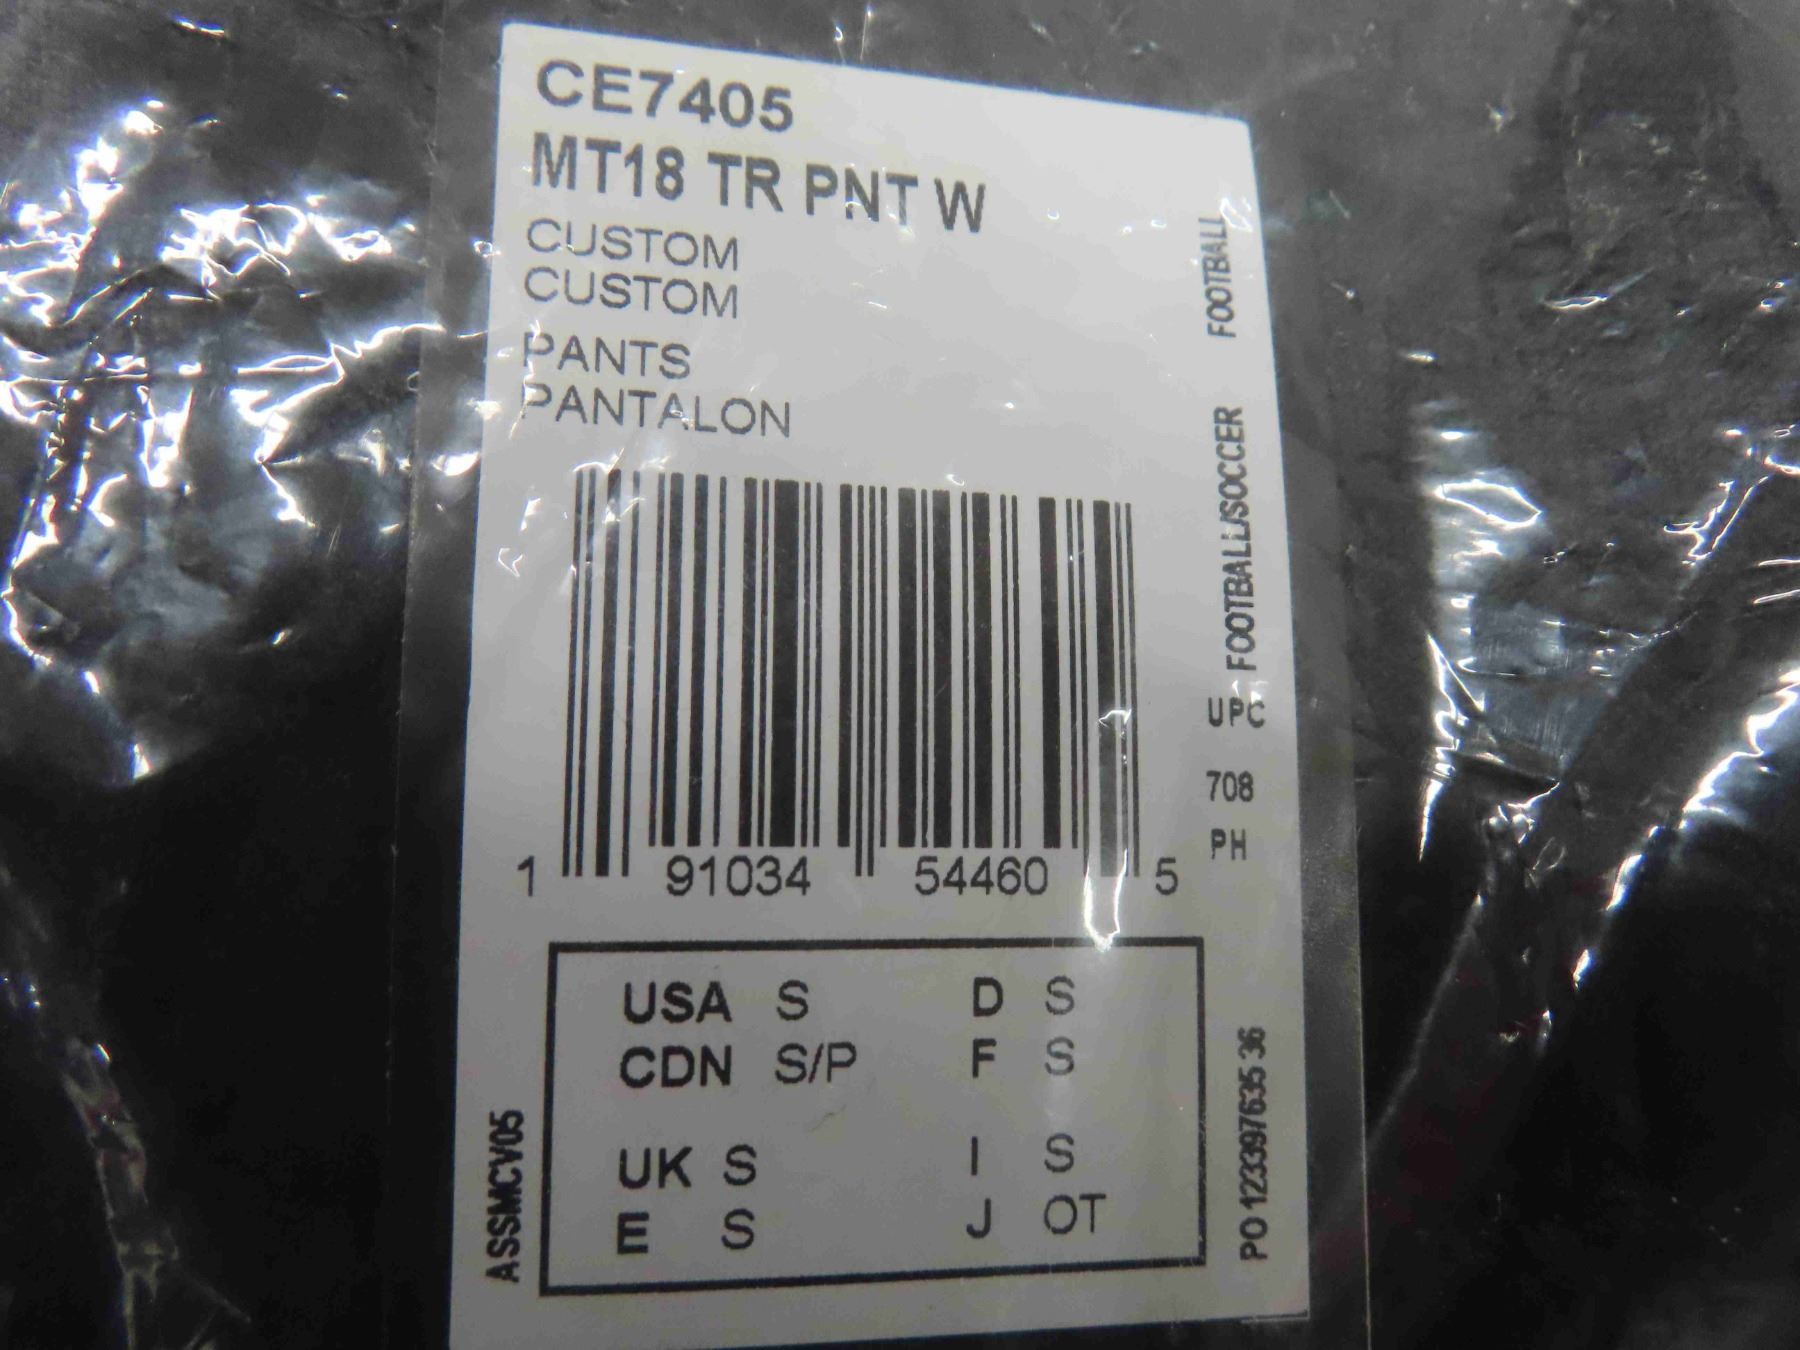 CE7405
MT18 TR PNT W
CUSTOM
CUSTOM
PANTS
PANTALON
FOOTBALL
FOOTBALL/SOCCER
UPC
708
PH
1 91034 54460 5
USA S D S
CDN S/P F S
UK S I S
E S J OT
ASSMCV05
PO 123397635 36